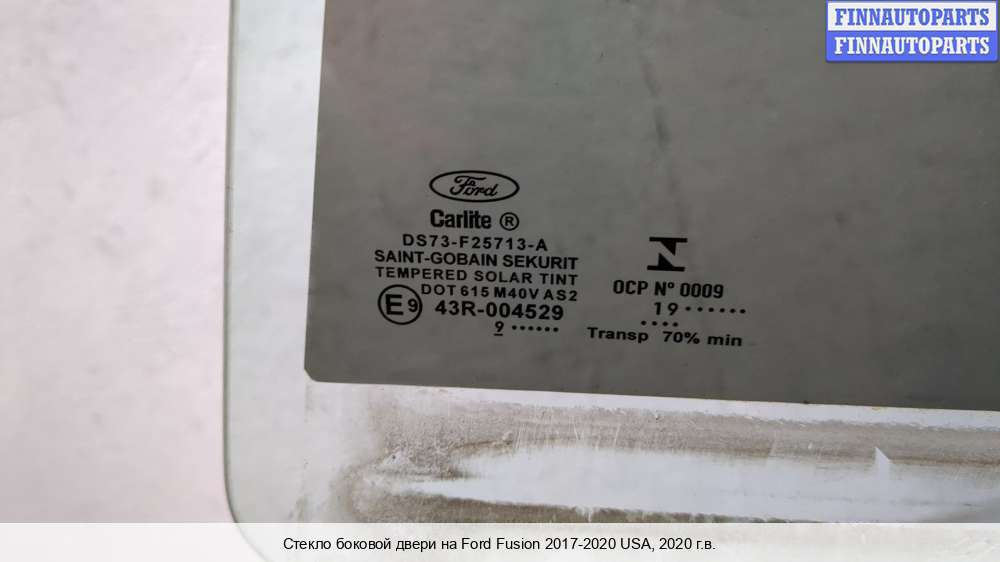 FINNAUTOPARTS
FINNAUTOPARTS
Ford
Carlite ®
DS73-F25713-A
SAINT-GOBAIN SEKURIT
TEMPERED SOLAR TINT
DOT 615 M40V AS2
E9 43R-004529
9 ••••••
N
OCP Nº 0009
19 ••••••
••••
Transp 70% min
Стекло боковой двери на Ford Fusion 2017-2020 USA, 2020 г.в.